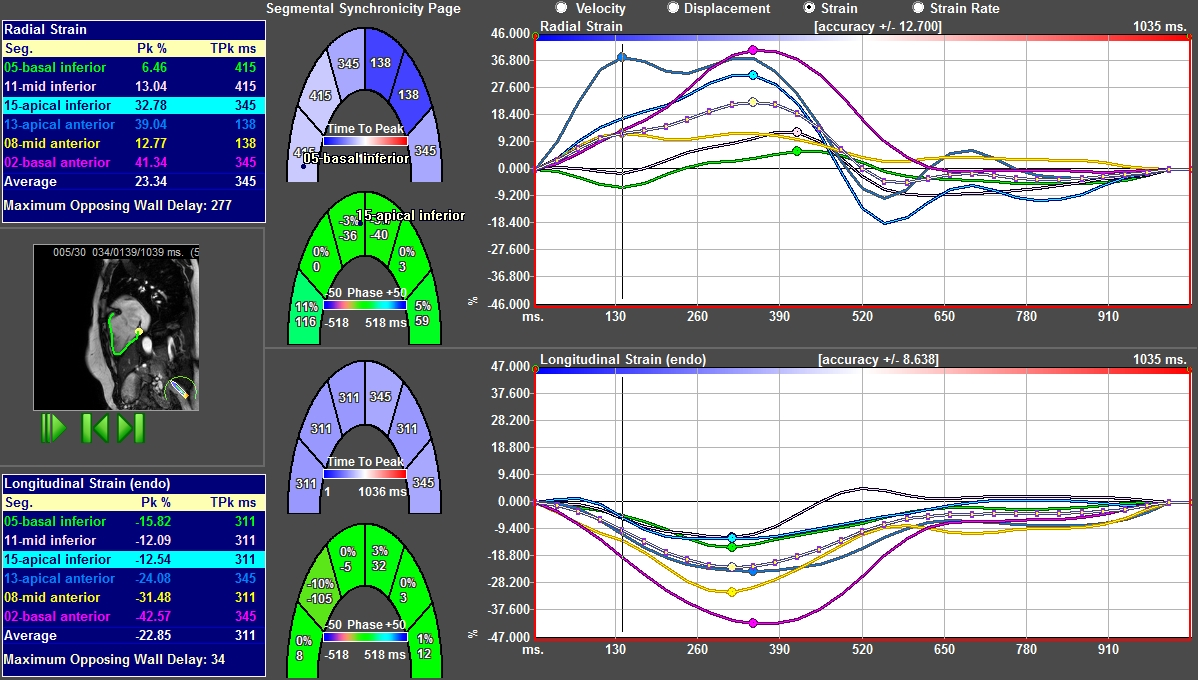 Segmental Synchronicity Page
Velocity Displacement Strain Strain Rate
Radial Strain
Seg. Pk % TPk ms
05-basal inferior 6.46 415
11-mid inferior 13.04 415
15-apical inferior 32.78 345
13-apical anterior 39.04 138
08-mid anterior 12.77 138
02-basal anterior 41.34 345
Average 23.34 345
Maximum Opposing Wall Delay: 277
345 138
415 138
Time To Peak
345
05-basal inferior
15-apical inferior
-3%
-36 -40
0% 0%
0 3
-50 Phase +50
11% 5%
116 59
-518 518 ms
Radial Strain [accuracy +/- 12.700] 1035 ms.
46.000
36.800
27.600
18.400
9.200
0.000
-9.200
-18.400
-27.600
-36.800
-46.000
%
ms. 130 260 390 520 650 780 910
005/30 034/0139/1039 ms. (5
Longitudinal Strain (endo)
Seg. Pk % TPk ms
05-basal inferior -15.82 311
11-mid inferior -12.09 311
15-apical inferior -12.54 311
13-apical anterior -24.08 345
08-mid anterior -31.48 311
02-basal anterior -42.57 345
Average -22.85 311
Maximum Opposing Wall Delay: 34
311 345
311 311
Time To Peak
311 345
1 1036 ms
0% 3%
-5 32
-10% 0%
-105 3
-50 Phase +50
0% 1%
8 12
-518 518 ms
Longitudinal Strain (endo) [accuracy +/- 8.638] 1035 ms.
47.000
37.600
28.200
18.800
9.400
0.000
-9.400
-18.800
-28.200
-37.600
-47.000
%
ms. 130 260 390 520 650 780 910